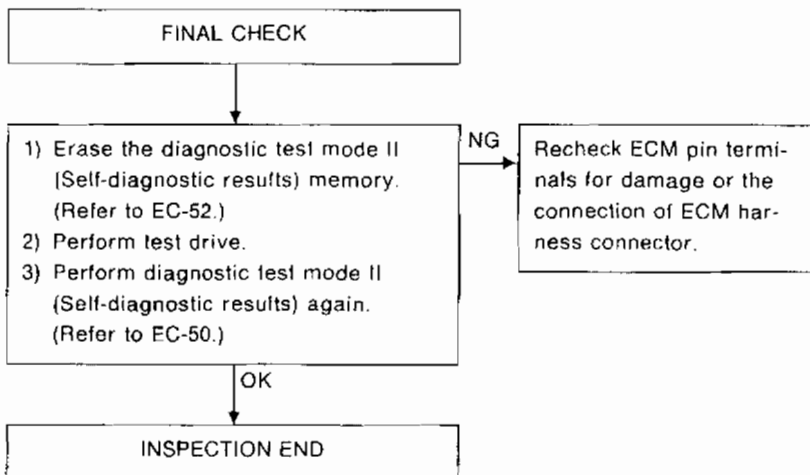 FINAL CHECK
1) Erase the diagnostic test mode II
(Self-diagnostic results) memory.
(Refer to EC-52.)
2) Perform test drive.
3) Perform diagnostic test mode II
(Self-diagnostic results) again.
(Refer to EC-50.)
NG
Recheck ECM pin termi-
nals for damage or the
connection of ECM har-
ness connector.
OK
INSPECTION END